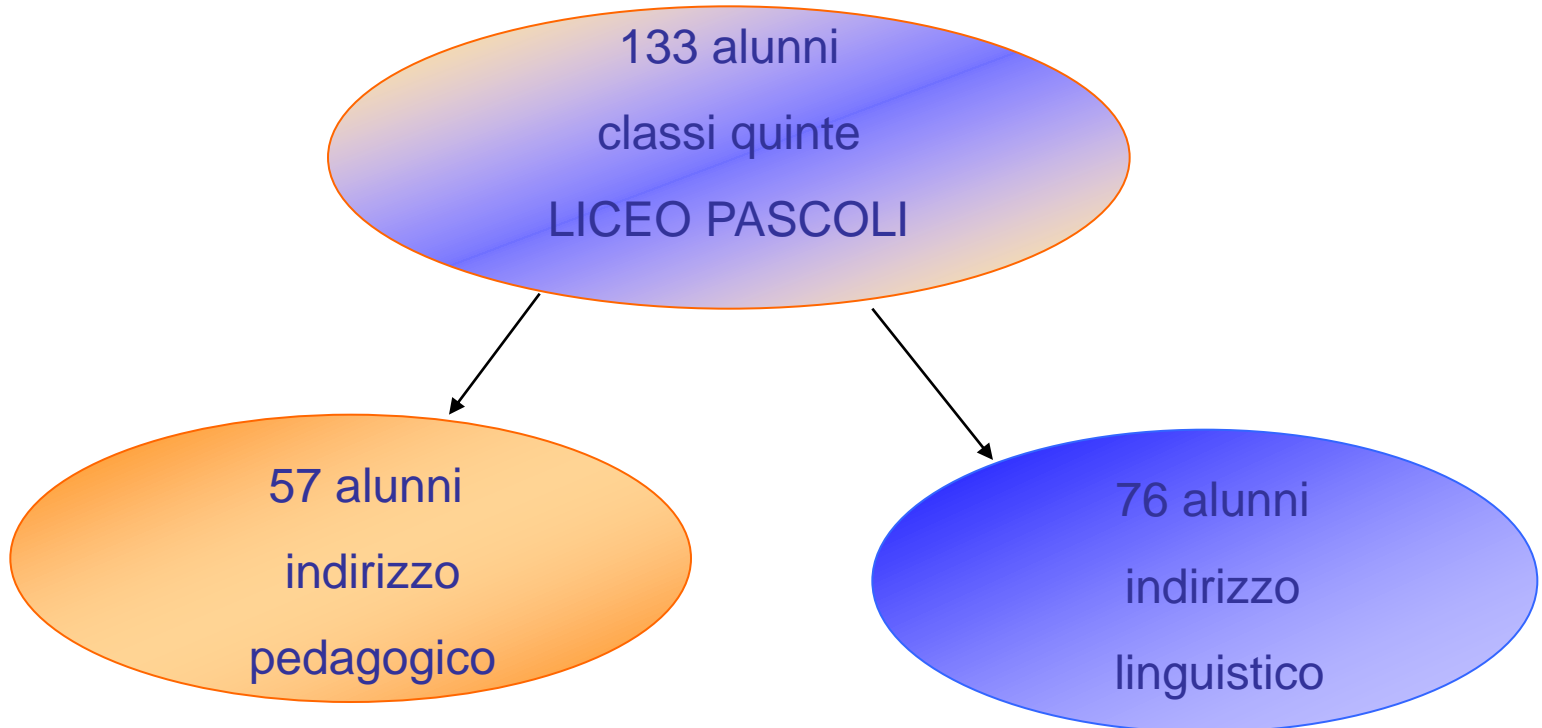 133 alunni
classi quinte
LICEO PASCOLI
57 alunni
indirizzo
pedagogico
76 alunni
indirizzo
linguistico